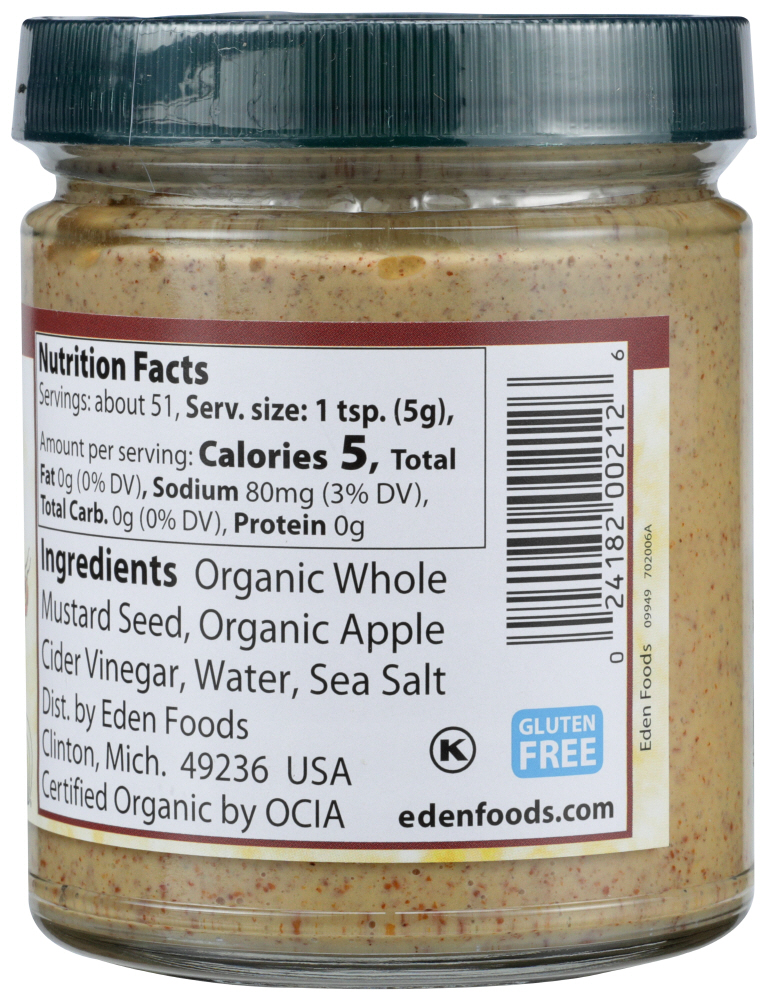 Nutrition Facts
Servings: about 51, Serv. size: 1 tsp. (5g),
Amount per serving: Calories 5, Total
Fat 0g (0% DV), Sodium 80mg (3% DV),
Total Carb. 0g (0% DV), Protein 0g
Ingredients Organic Whole
Mustard Seed, Organic Apple
Cider Vinegar, Water, Sea Salt
Dist. by Eden Foods
Clinton, Mich. 49236 USA
Certified Organic by OCIA
K
GLUTEN
FREE
edenfoods.com
0 24182 00212 6
Eden Foods 09949 702006A